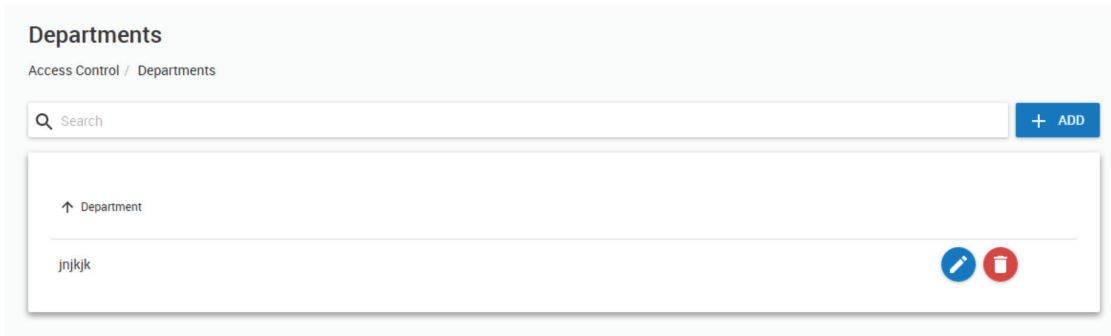 Departments
Access Control / Departments
Search
ADD
Department
jnjkjk